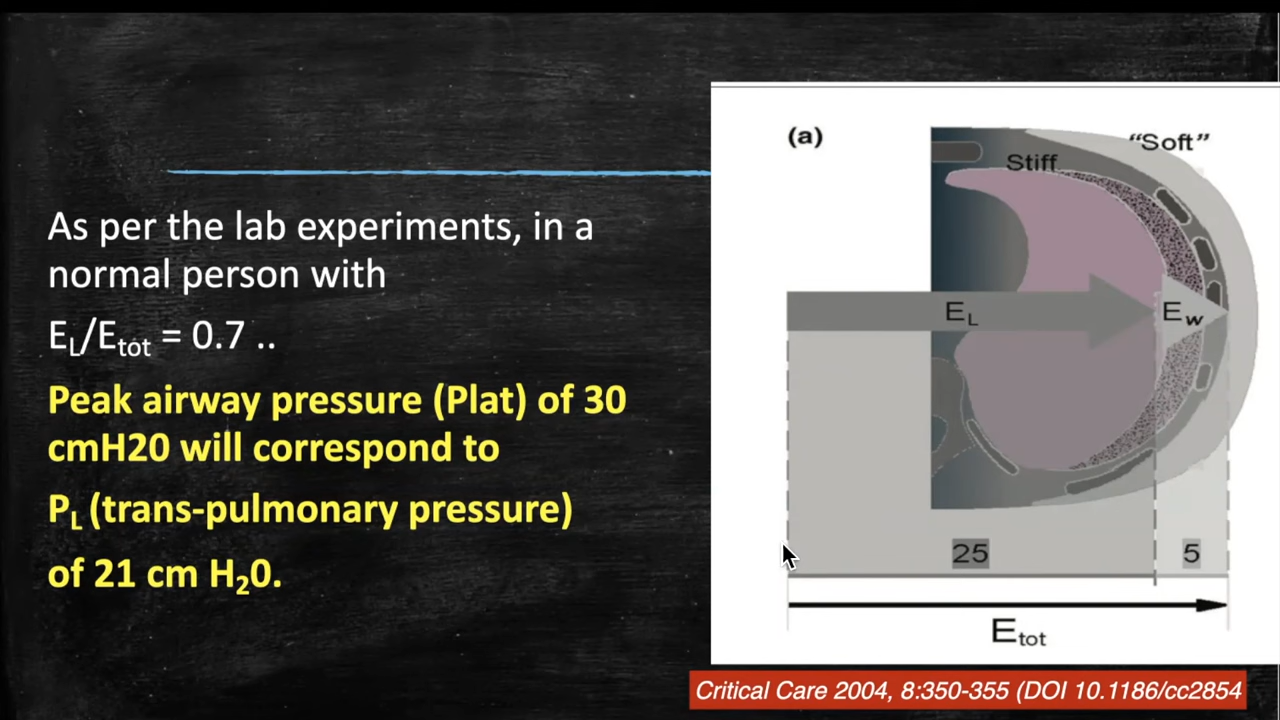 As per the lab experiments, in a
normal person with
EL/Etot = 0.7 ..
Peak airway pressure (Plat) of 30
cmH20 will correspond to
PL (trans-pulmonary pressure)
of 21 cm H20.
(a)
“Soft”
Stiff
EL
Ew
25
5
Etot
Critical Care 2004, 8:350-355 (DOI 10.1186/cc2854